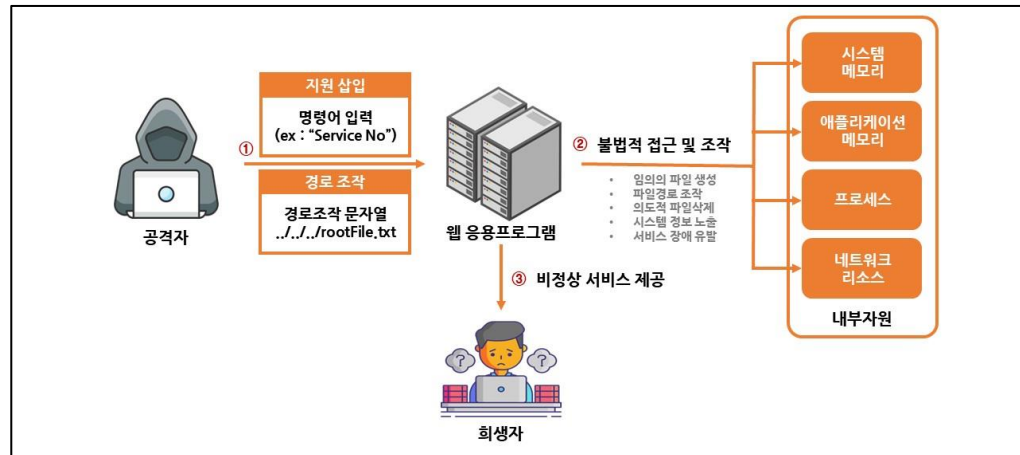 지원 삽입
명령어 입력
(ex : “Service No”)
①
경로 조작
경로조작 문자열
../../../rootFile.txt
공격자
웹 응용프로그램
② 불법적 접근 및 조작
• 임의의 파일 생성
• 파일경로 조작
• 의도적 파일삭제
• 시스템 정보 노출
• 서비스 장애 유발
시스템
메모리
애플리케이션
메모리
프로세스
네트워크
리소스
내부자원
③ 비정상 서비스 제공
?
?
희생자